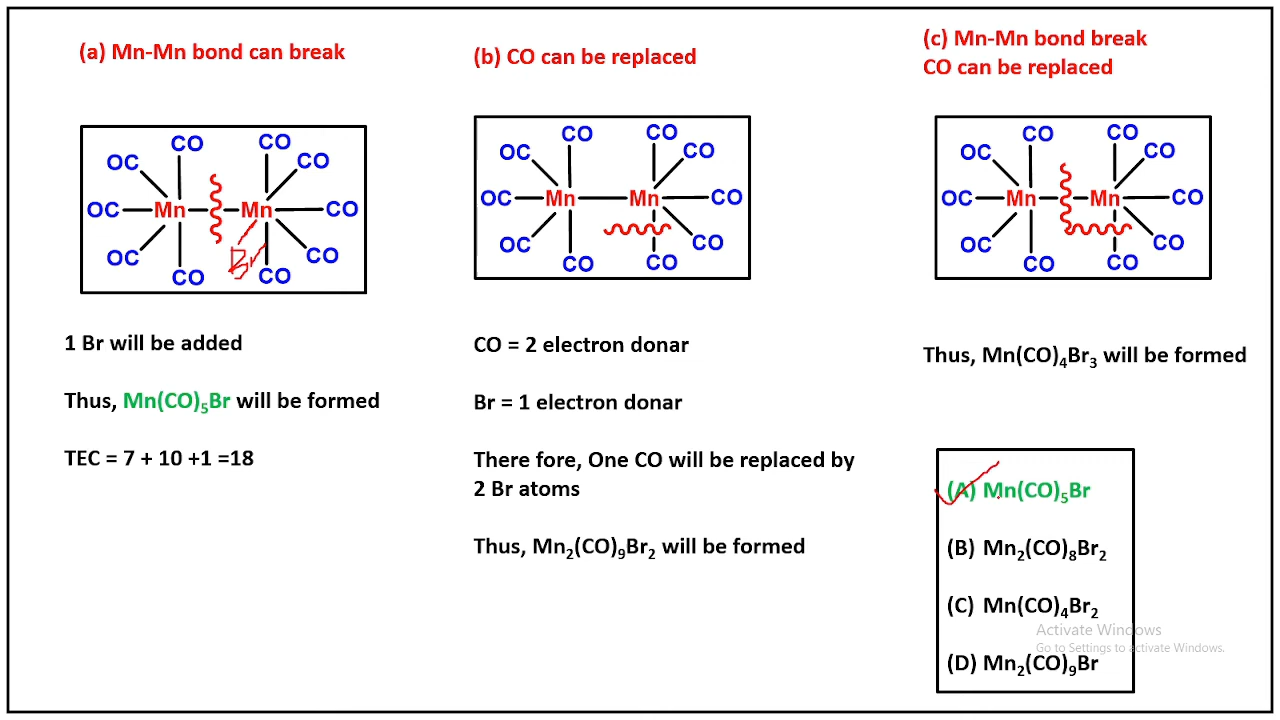 (a) Mn-Mn bond can break
CO
OC
CO
CO
OC
Mn
Mn
CO
OC
CO
CO
CO
Br
1 Br will be added
Thus, Mn(CO)₅Br will be formed
TEC = 7 + 10 +1 =18
(b) CO can be replaced
CO
CO
OC
CO
OC
Mn
Mn
CO
OC
CO
CO
CO
CO = 2 electron donar
Br = 1 electron donar
There fore, One CO will be replaced by
2 Br atoms
Thus, Mn₂(CO)₉Br₂ will be formed
(c) Mn-Mn bond break
CO can be replaced
CO
CO
OC
CO
OC
Mn
Mn
CO
OC
CO
CO
CO
Thus, Mn(CO)₄Br₃ will be formed
(A) Mn(CO)₅Br
(B) Mn₂(CO)₈Br₂
(C) Mn(CO)₄Br₂
(D) Mn₂(CO)₉Br
Activate Windows
Go to Settings to activate Windows.